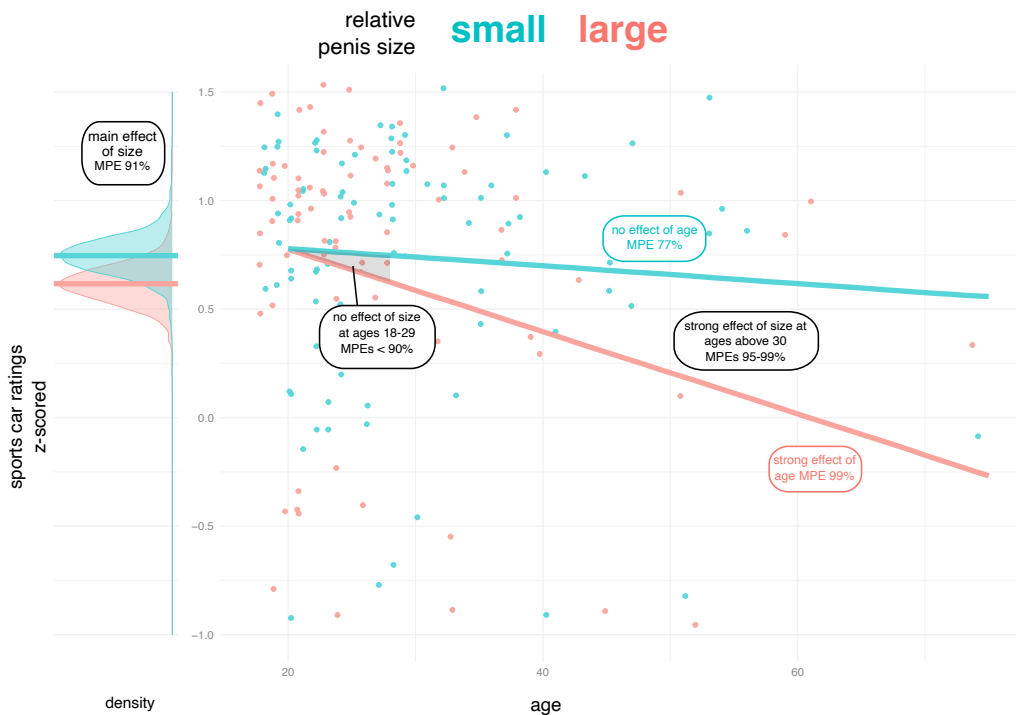 relative
penis size
small large
main effect
of size
MPE 91%
no effect of age
MPE 77%
no effect of size
at ages 18-29
MPEs < 90%
strong effect of size at
ages above 30
MPEs 95-99%
strong effect of
age MPE 99%
sports car ratings
z-scored
1.5
1.0
0.5
0.0
−0.5
−1.0
20 40 60
density
age